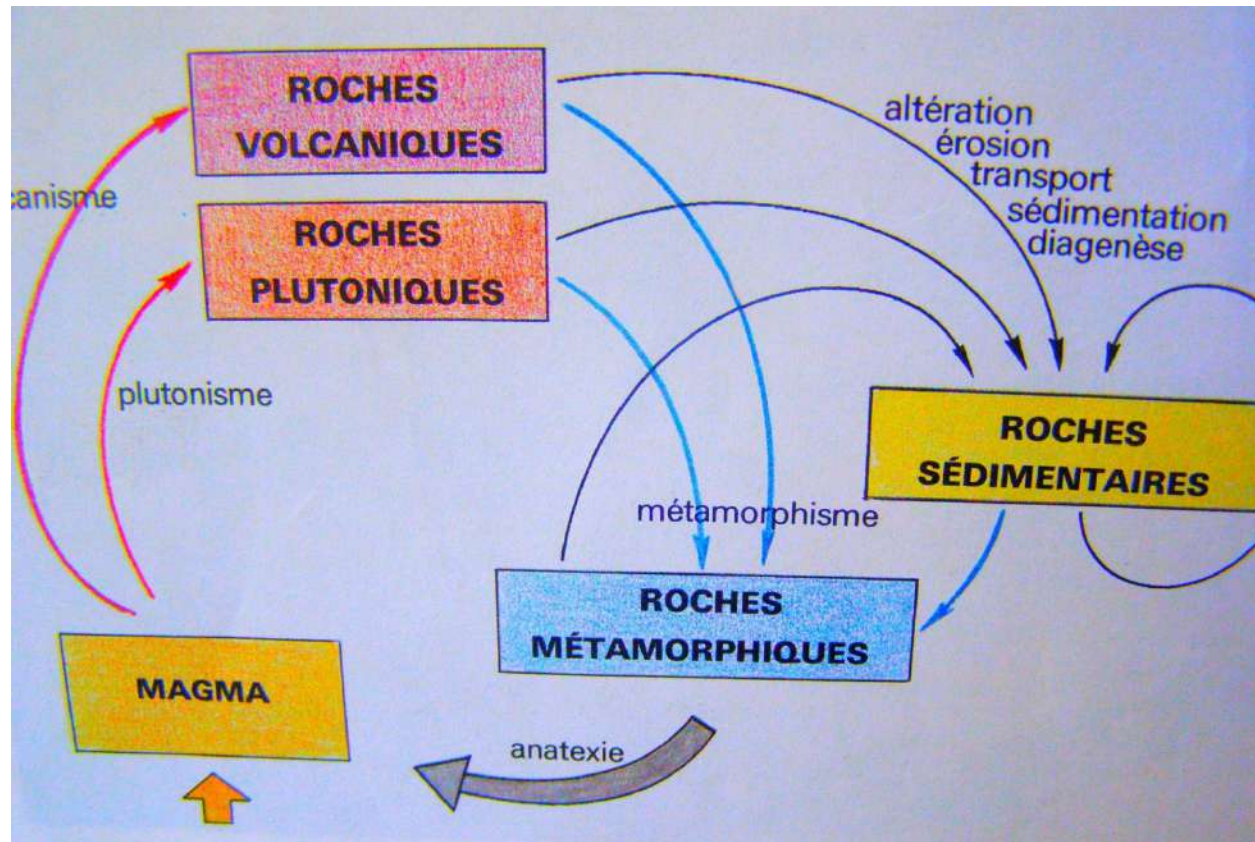 ROCHES
VOLCANIQUES
altération
érosion
transport
sédimentation
diagenèse
canisme
ROCHES
PLUTONIQUES
plutonisme
ROCHES
SÉDIMENTAIRES
métamorphisme
ROCHES
MÉTAMORPHIQUES
MAGMA
anatexie